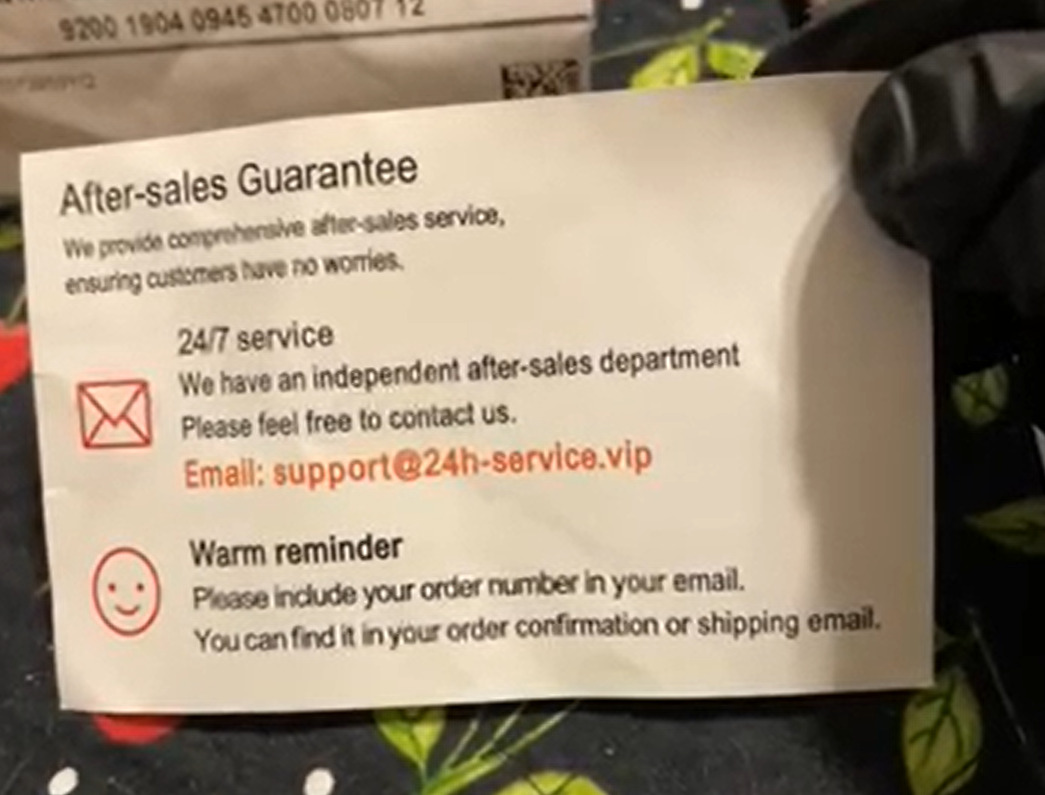 9200 1904 0945 4700 0807 12
After-sales Guarantee
We provide comprehensive after-sales service,
ensuring customers have no worries.
24/7 service
We have an independent after-sales department
Please feel free to contact us.
Email: support@24h-service.vip
Warm reminder
Please include your order number in your email.
You can find it in your order confirmation or shipping email.